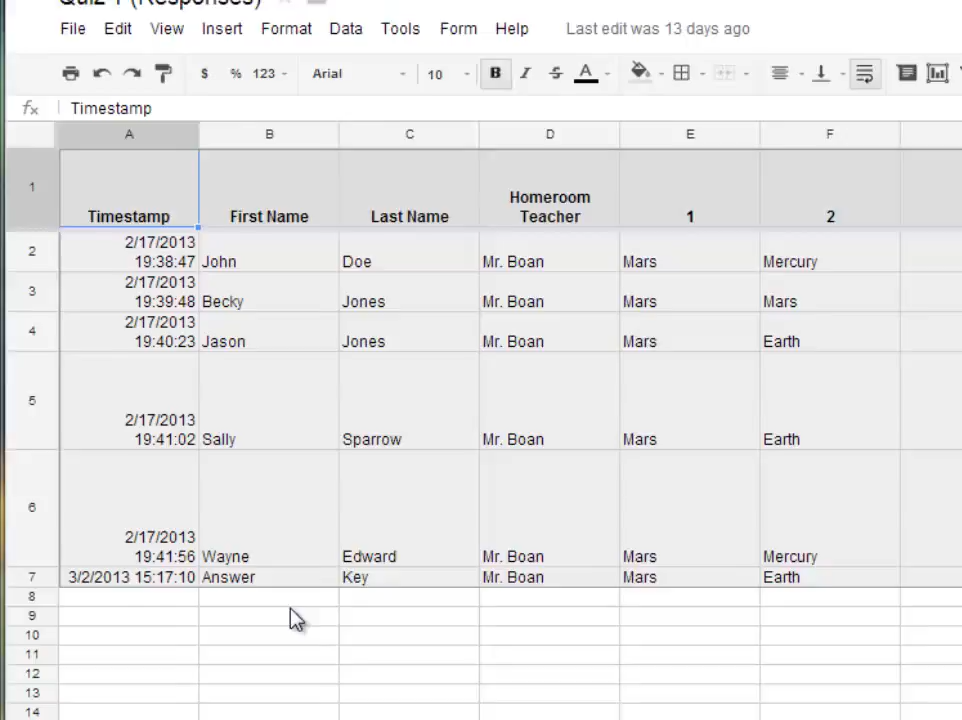 Quiz 1 (Responses)
File Edit View Insert Format Data Tools Form Help Last edit was 13 days ago
$ % 123 Arial 10 B I S A
fx Timestamp
A B C D E F
1 Timestamp First Name Last Name Homeroom Teacher 1 2
2 2/17/2013 19:38:47 John Doe Mr. Boan Mars Mercury
3 2/17/2013 19:39:48 Becky Jones Mr. Boan Mars Mars
4 2/17/2013 19:40:23 Jason Jones Mr. Boan Mars Earth
5 2/17/2013 19:41:02 Sally Sparrow Mr. Boan Mars Earth
6 2/17/2013 19:41:56 Wayne Edward Mr. Boan Mars Mercury
7 3/2/2013 15:17:10 Answer Key Mr. Boan Mars Earth
8
9
10
11
12
13
14